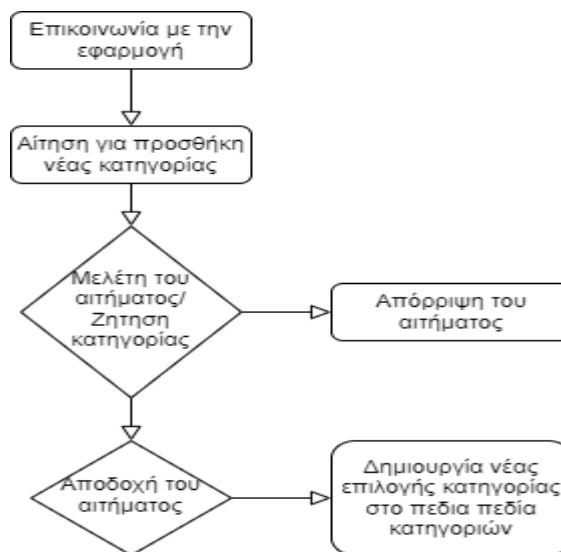 Επικοινωνία με την
εφαρμογή
Αίτηση για προσθήκη
νέας κατηγορίας
Μελέτη του
αιτήματος/
Ζητηση
κατηγορίας
Απόρριψη του
αιτήματος
Αποδοχή του
αιτήματος
Δημιουργία νέας
επιλογής κατηγορίας
στο πεδια πεδία
κατηγοριών